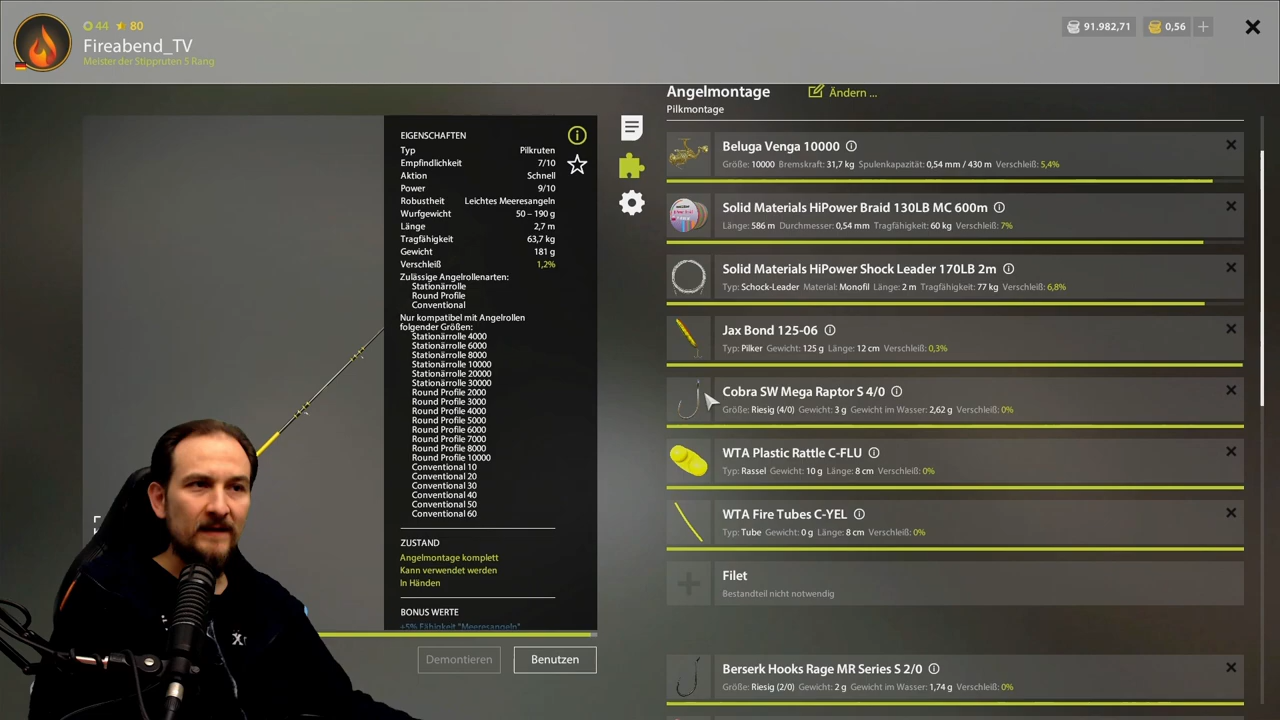 44 80
Fireabend_TV
Meister der Stippruten 5 Rang
91.982,71
0,56
Angelmontage
Ändern ...
Pilkmontage
EIGENSCHAFTEN
Typ Pilkruten
Empfindlichkeit 7/10
Aktion Schnell
Power 9/10
Robustheit Leichtes Meeresangeln
Wurfgewicht 50 – 190 g
Länge 2,7 m
Tragfähigkeit 63,7 kg
Gewicht 181 g
Verschleiß 1,2%
Zulässige Angelrollenarten:
Stationärrolle
Round Profile
Conventional
Nur kompatibel mit Angelrollen
folgender Größen:
Stationärrolle 4000
Stationärrolle 6000
Stationärrolle 8000
Stationärrolle 10000
Stationärrolle 20000
Stationärrolle 30000
Round Profile 2000
Round Profile 3000
Round Profile 4000
Round Profile 5000
Round Profile 6000
Round Profile 7000
Round Profile 8000
Round Profile 10000
Conventional 10
Conventional 20
Conventional 30
Conventional 40
Conventional 50
Conventional 60
ZUSTAND
Angelmontage komplett
Kann verwendet werden
In Händen
BONUS WERTE
+5% Fähigkeit "Meeresangeln"
Demontieren
Benutzen
Beluga Venga 10000
Größe: 10000 Bremskraft: 31,7 kg Spulenkapazität: 0,54 mm / 430 m Verschleiß: 5,4%
Solid Materials HiPower Braid 130LB MC 600m
Länge: 586 m Durchmesser: 0,54 mm Tragfähigkeit: 60 kg Verschleiß: 7%
Solid Materials HiPower Shock Leader 170LB 2m
Typ: Schock-Leader Material: Monofil Länge: 2 m Tragfähigkeit: 77 kg Verschleiß: 6,8%
Jax Bond 125-06
Typ: Pilker Gewicht: 125 g Länge: 12 cm Verschleiß: 0,3%
Cobra SW Mega Raptor S 4/0
Größe: Riesig (4/0) Gewicht: 3 g Gewicht im Wasser: 2,62 g Verschleiß: 0%
WTA Plastic Rattle C-FLU
Typ: Rassel Gewicht: 10 g Länge: 8 cm Verschleiß: 0%
WTA Fire Tubes C-YEL
Typ: Tube Gewicht: 0 g Länge: 8 cm Verschleiß: 0%
Filet
Bestandteil nicht notwendig
Berserk Hooks Rage MR Series S 2/0
Größe: Riesig (2/0) Gewicht: 2 g Gewicht im Wasser: 1,74 g Verschleiß: 0%